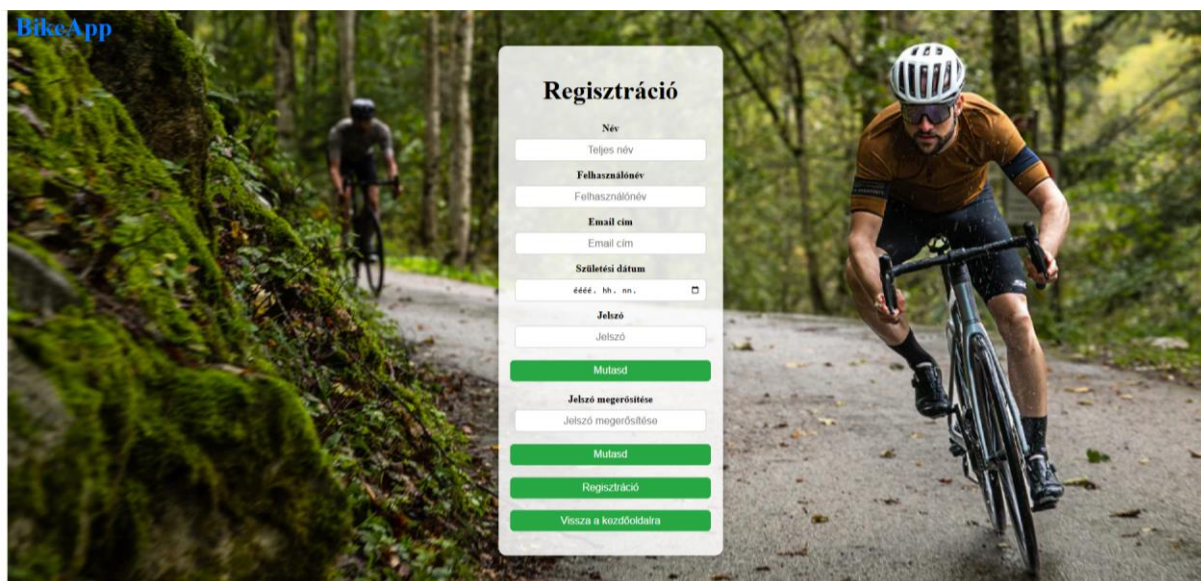 BikeApp
Regisztráció
Név
Teljes név
Felhasználónév
Felhasználónév
Email cím
Email cím
Születési dátum
éééé. hh. nn.
Jelszó
Jelszó
Mutasd
Jelszó megerősítése
Jelszó megerősítése
Mutasd
Regisztráció
Vissza a kezdőoldalra